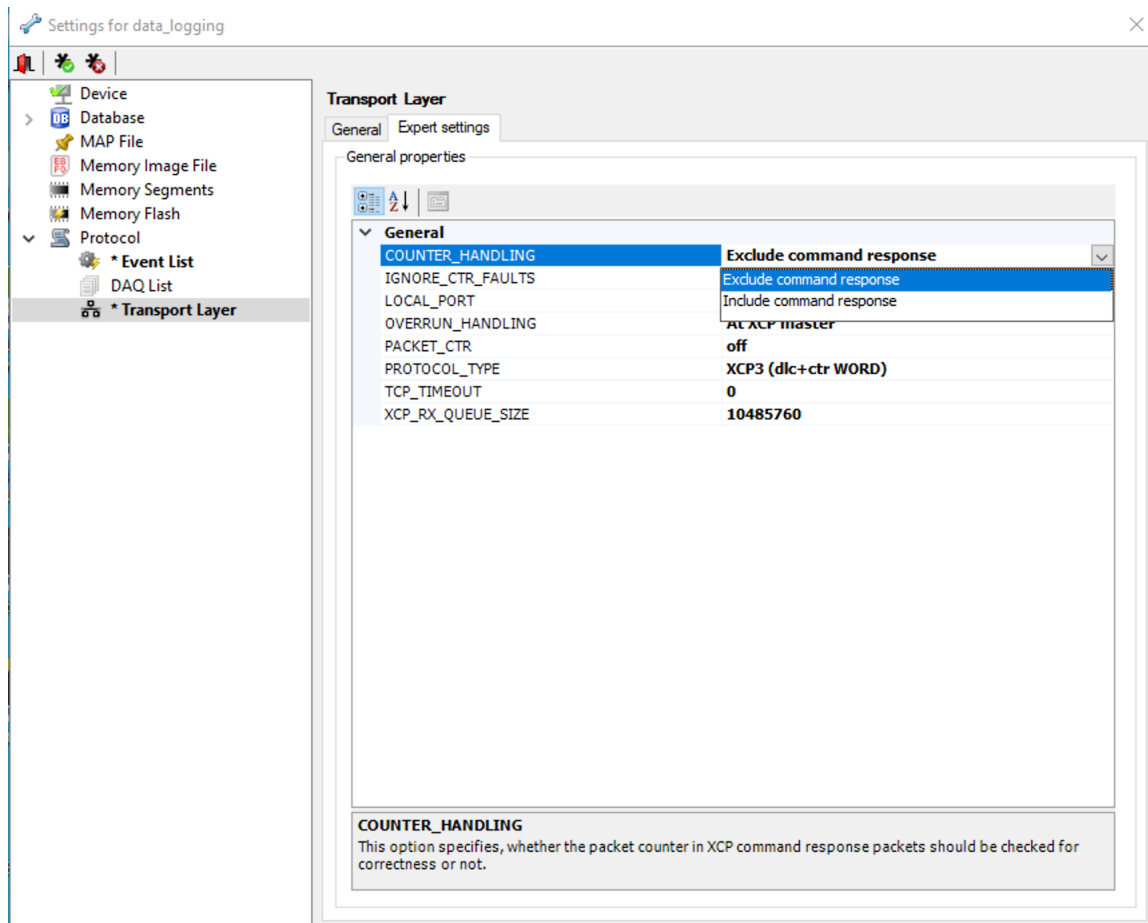 Settings for data_logging
Device
Database
MAP File
Memory Image File
Memory Segments
Memory Flash
Protocol
* Event List
DAQ List
* Transport Layer
Transport Layer
General Expert settings
General properties
General
COUNTER_HANDLING Exclude command response
Exclude command response
Include command response
IGNORE_CTR_FAULTS
LOCAL_PORT
OVERRUN_HANDLING At XCP master
PACKET_CTR off
PROTOCOL_TYPE XCP3 (dlc+ctr WORD)
TCP_TIMEOUT 0
XCP_RX_QUEUE_SIZE 10485760
COUNTER_HANDLING
This option specifies, whether the packet counter in XCP command response packets should be checked for
correctness or not.